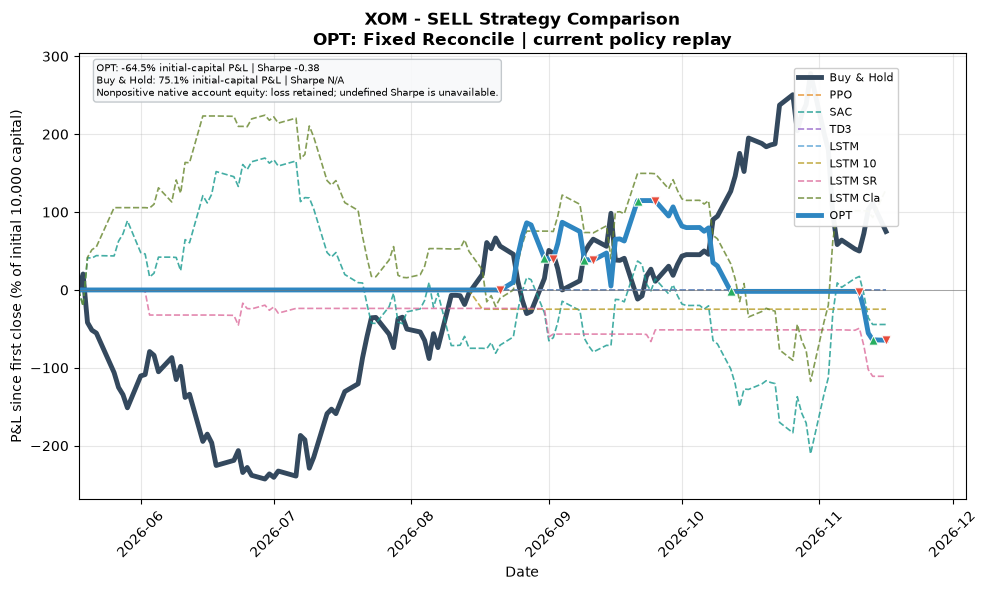 XOM - SELL Strategy Comparison
OPT: Fixed Reconcile | current policy replay
OPT: -64.5% initial-capital P&L | Sharpe -0.38
Buy & Hold: 75.1% initial-capital P&L | Sharpe N/A
Nonpositive native account equity: loss retained; undefined Sharpe is unavailable.
Buy & Hold
PPO
SAC
TD3
LSTM
LSTM 10
LSTM SR
LSTM Cla
OPT
P&L since first close (% of initial 10,000 capital)
300
200
100
0
−100
−200
2026-06
2026-07
2026-08
2026-09
2026-10
2026-11
2026-12
Date